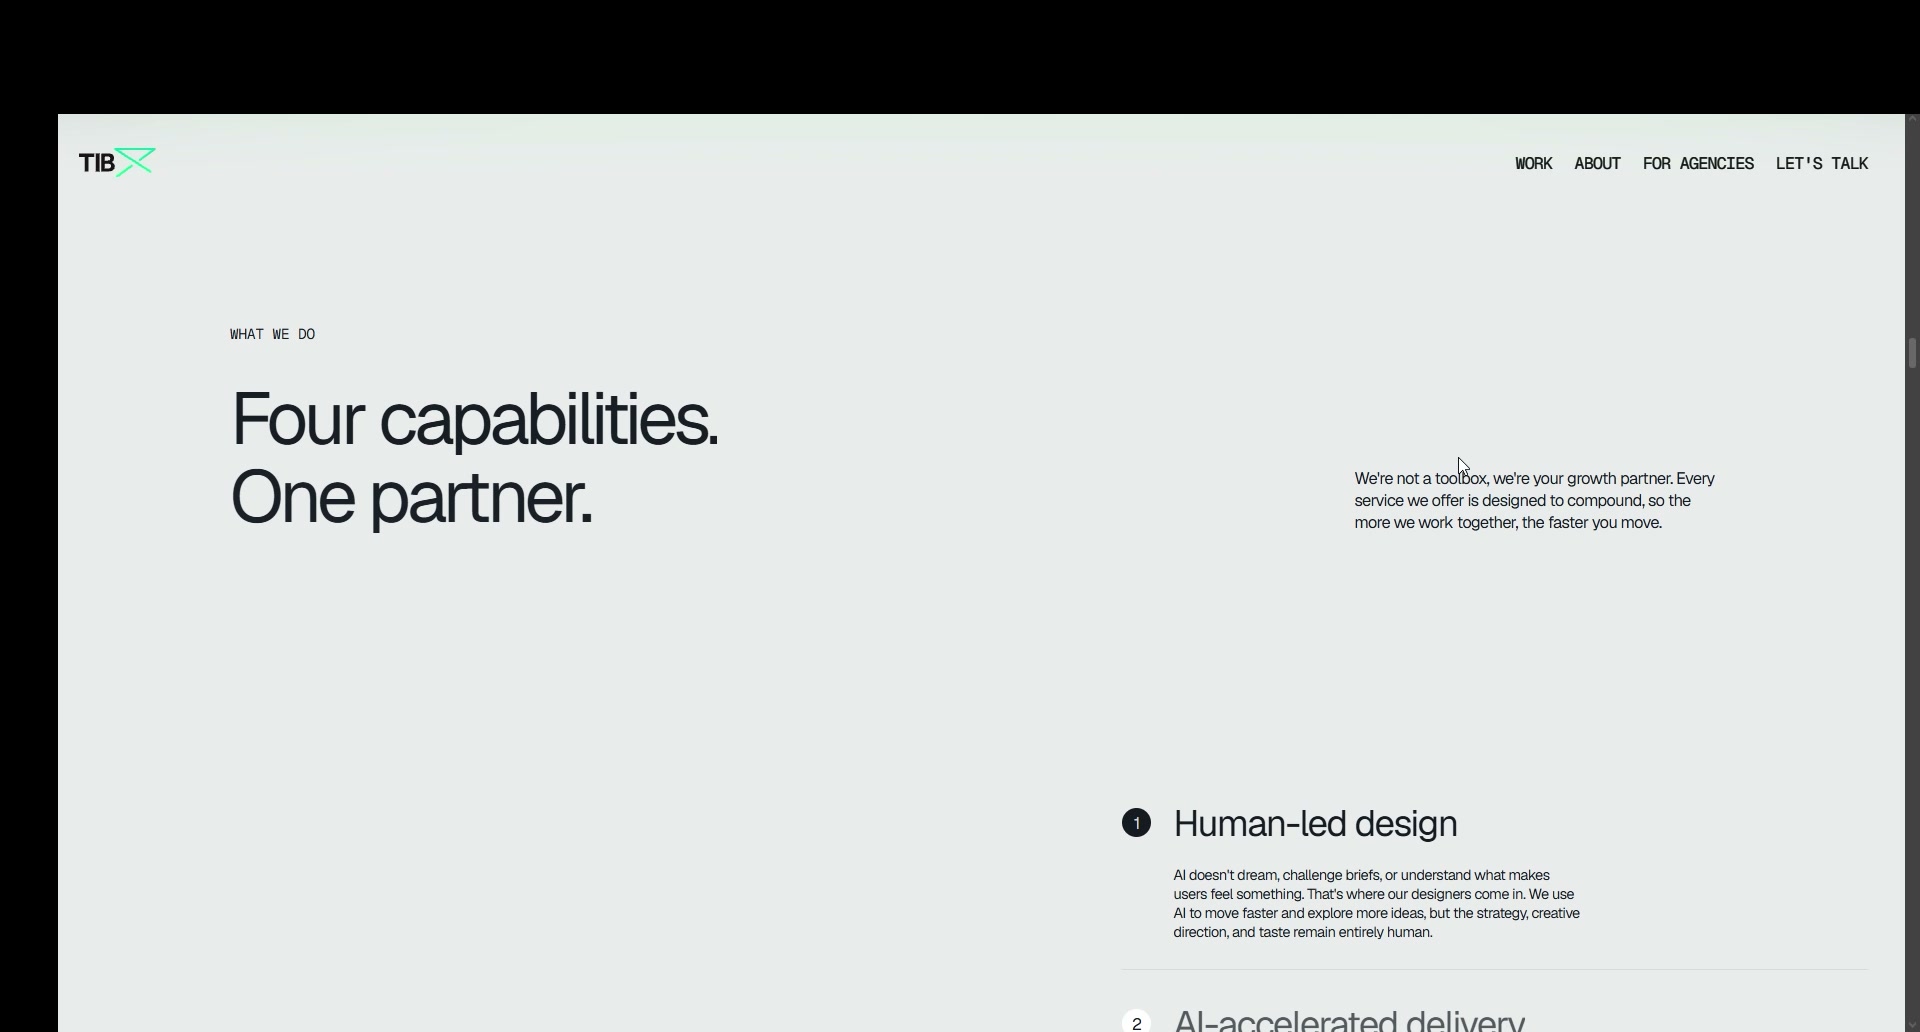 TIB
WORK ABOUT FOR AGENCIES LET'S TALK
WHAT WE DO
Four capabilities.
One partner.
We're not a toolbox, we're your growth partner. Every
service we offer is designed to compound, so the
more we work together, the faster you move.
1 Human-led design
AI doesn't dream, challenge briefs, or understand what makes
users feel something. That's where our designers come in. We use
AI to move faster and explore more ideas, but the strategy, creative
direction, and taste remain entirely human.
2 AI-accelerated delivery